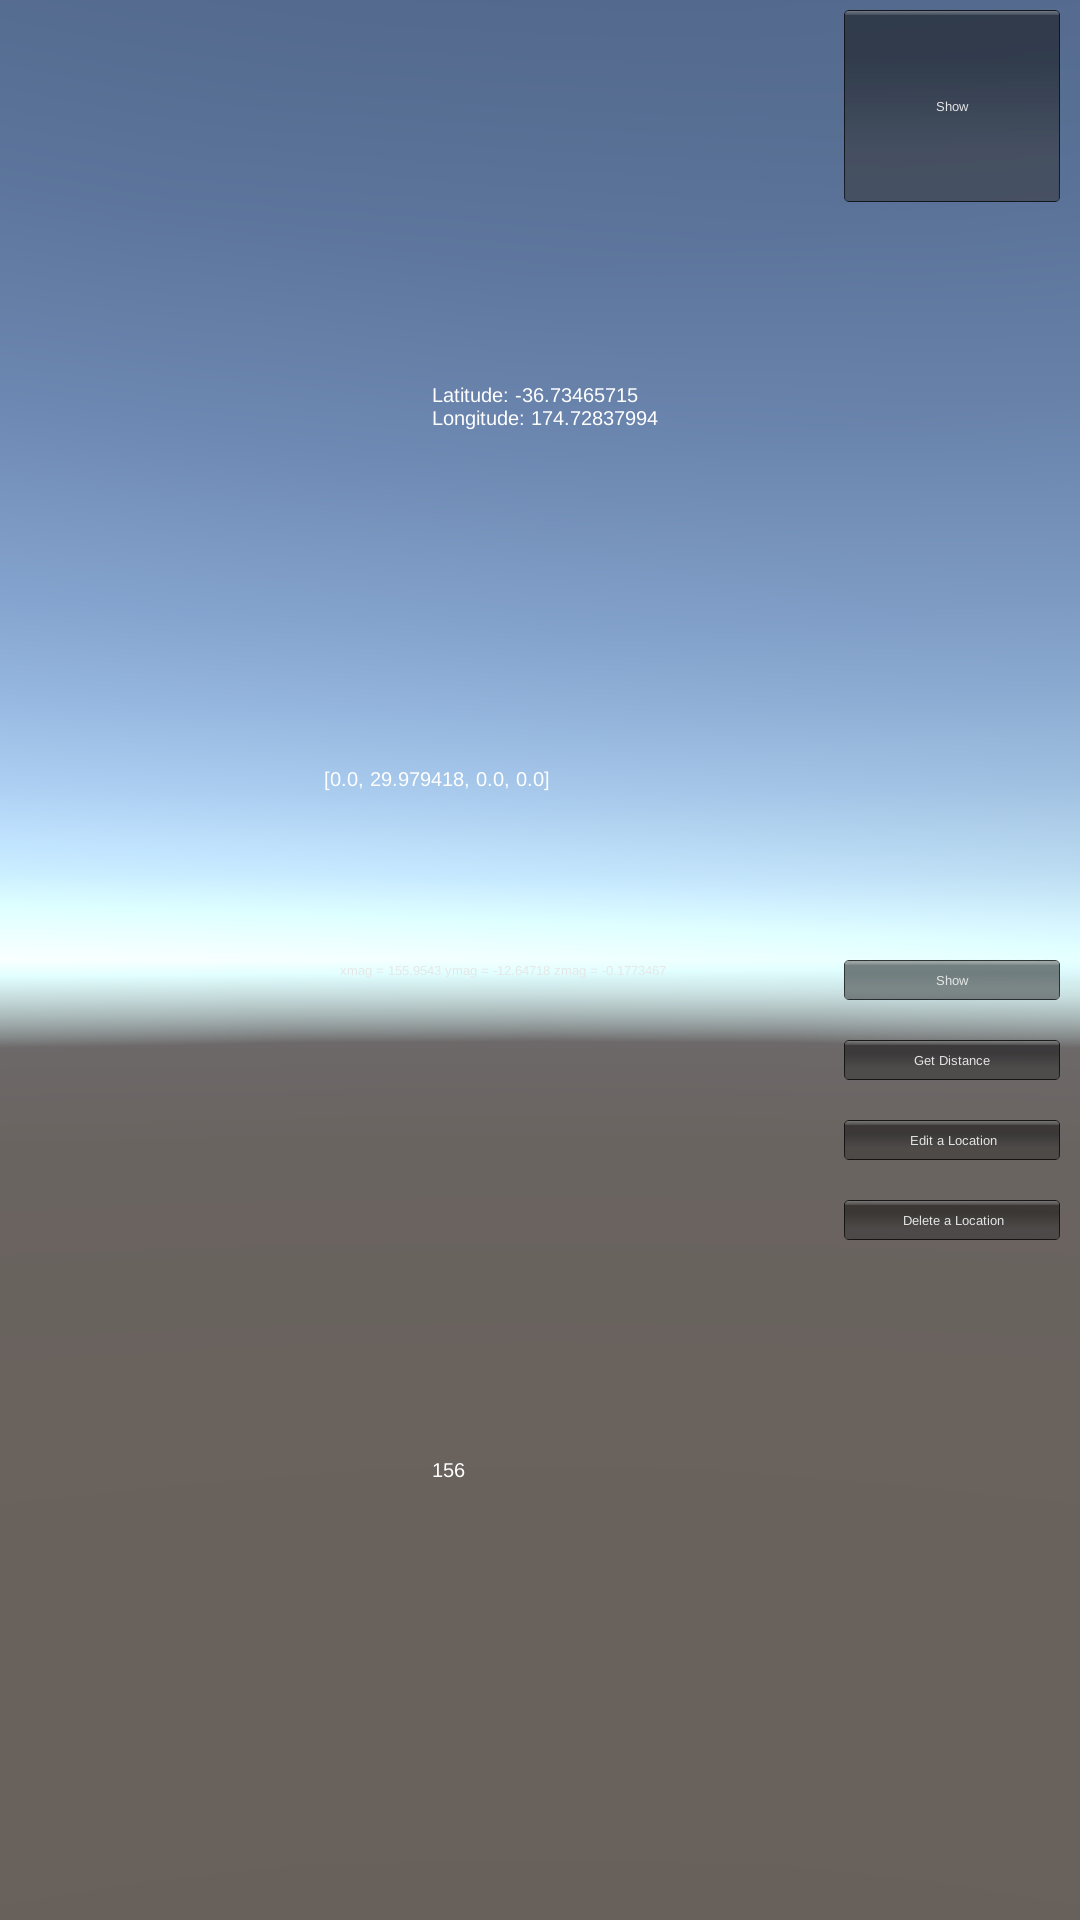 Show
Latitude: -36.73465715
Longitude: 174.72837994
[0.0, 29.979418, 0.0, 0.0]
xmag = 155.9543 ymag = -12.64718 zmag = -0.1773467
Show
Get Distance
Edit a Location
Delete a Location
156